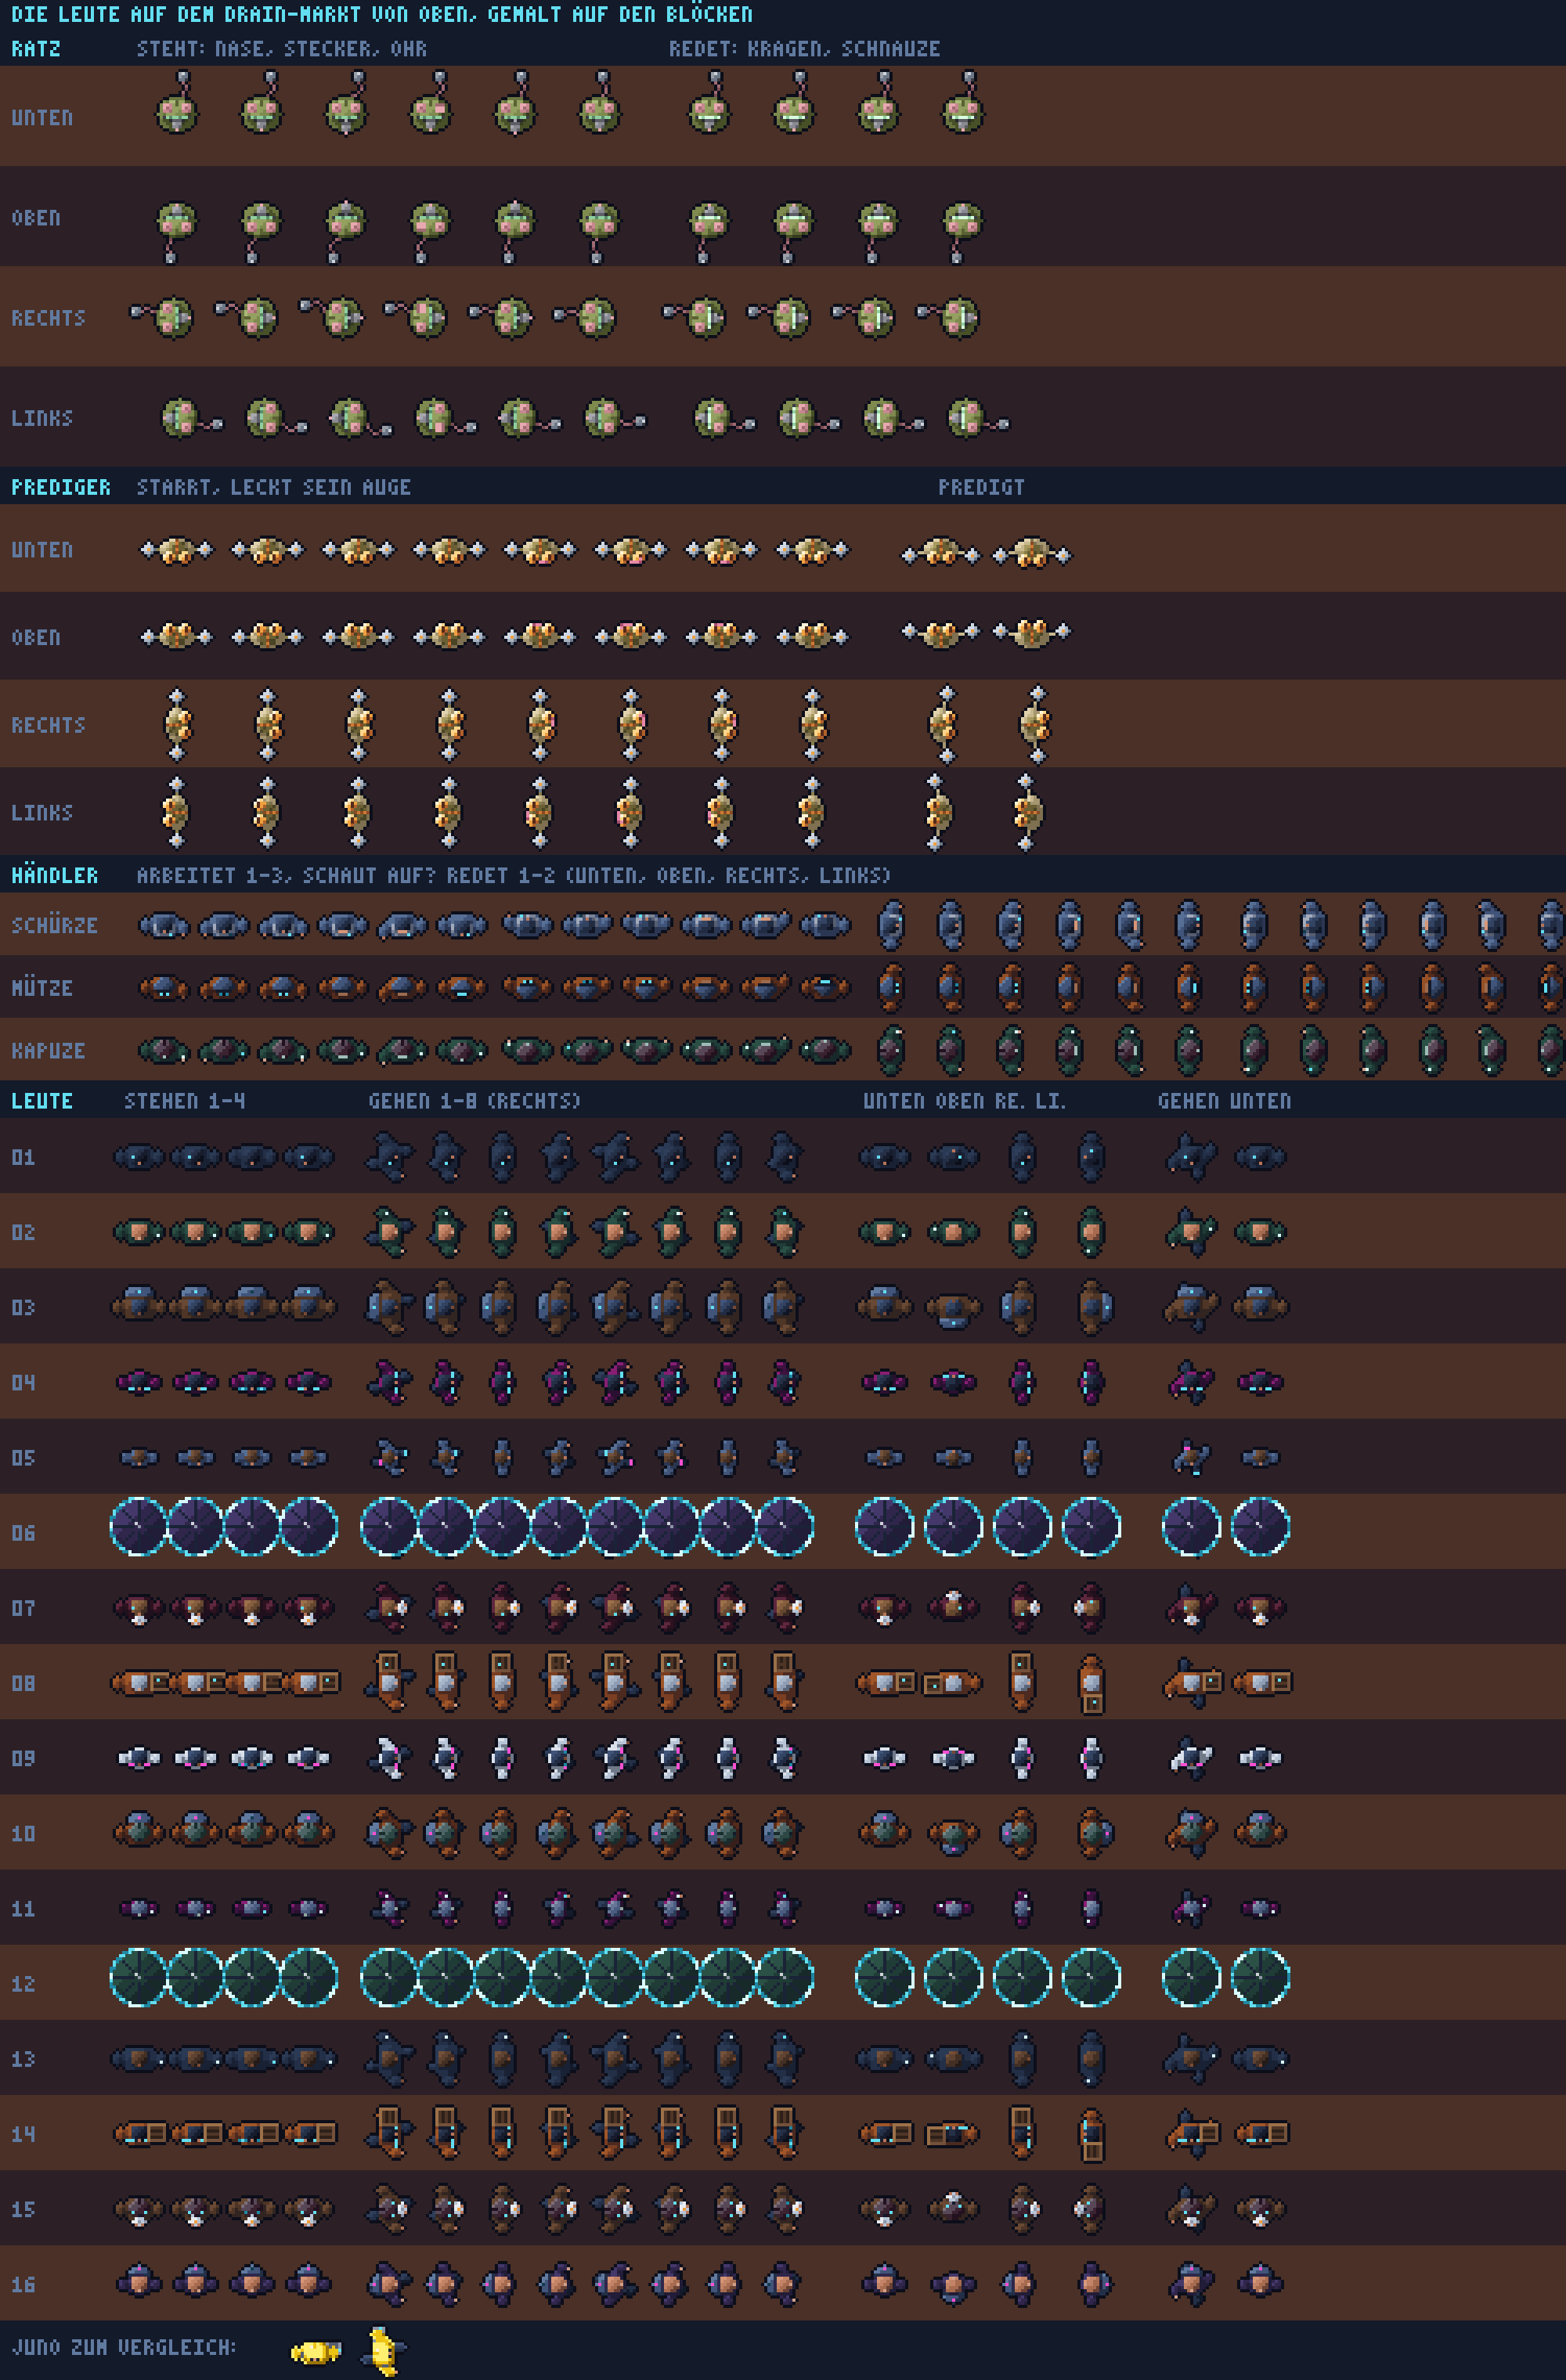 DIE LEUTE AUF DEM DRAIN-MARKT VON OBEN, GEMALT AUF DEN BLÖCKEN
RATZ STEHT: NASE, STECKER, OHR REDET: KRAGEN, SCHNAUZE
UNTEN
OBEN
RECHTS
LINKS
PREDIGER STARRT, LECKT SEIN AUGE PREDIGT
UNTEN
OBEN
RECHTS
LINKS
HÄNDLER ARBEITET 1-3, SCHAUT AUF? REDET 1-2 (UNTEN, OBEN, RECHTS, LINKS)
SCHÜRZE
MÜTZE
KAPUZE
LEUTE STEHEN 1-4 GEHEN 1-8 (RECHTS) UNTEN OBEN RE. LI. GEHEN UNTEN
01
02
03
04
05
06
07
08
09
10
11
12
13
14
15
16
JUNO ZUM VERGLEICH: